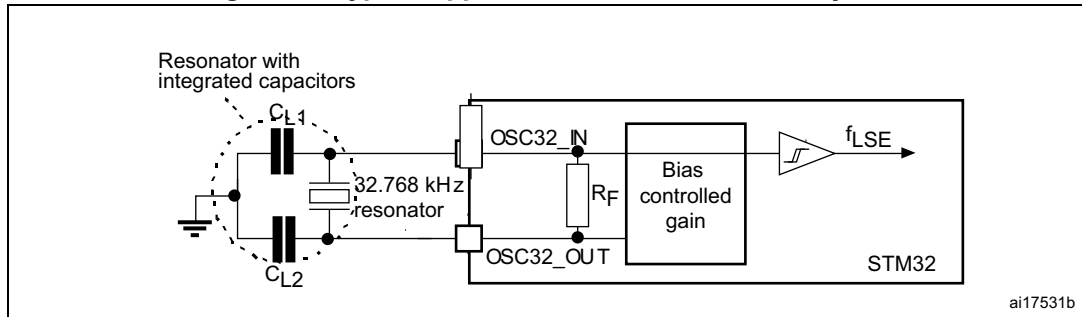 Resonator with
integrated capacitors
CL1
OSC32_IN
fLSE
32.768 kHz
resonator
RF
Bias
controlled
gain
OSC32_OUT
CL2
STM32
ai17531b